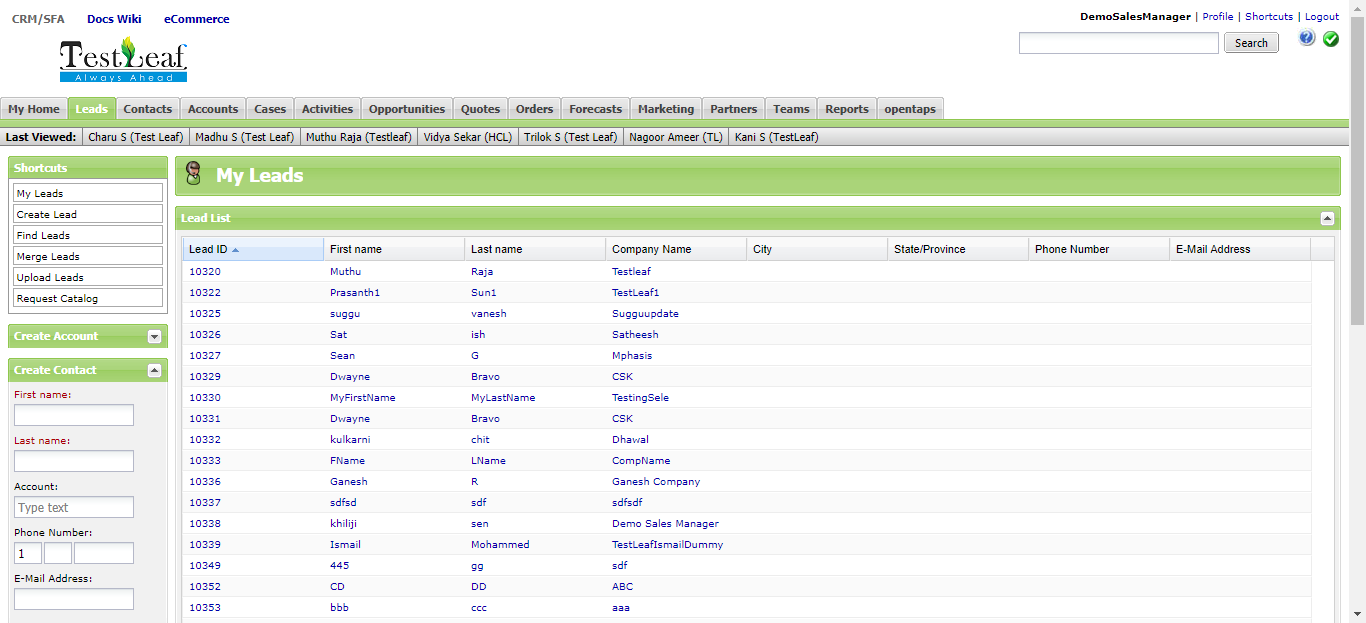 CRM/SFA Docs Wiki eCommerce
DemoSalesManager | Profile | Shortcuts | Logout
TestLeaf
Always Ahead
Search
My Home Leads Contacts Accounts Cases Activities Opportunities Quotes Orders Forecasts Marketing Partners Teams Reports opentaps
Last Viewed: Charu S (Test Leaf) Madhu S (Test Leaf) Muthu Raja (Testleaf) Vidya Sekar (HCL) Trilok S (Test Leaf) Nagoor Ameer (TL) Kani S (TestLeaf)
Shortcuts
My Leads
Create Lead
Find Leads
Merge Leads
Upload Leads
Request Catalog
Create Account
Create Contact
First name:
Last name:
Account:
Type text
Phone Number:
1
E-Mail Address:
My Leads
Lead List
Lead ID First name Last name Company Name City State/Province Phone Number E-Mail Address
10320 Muthu Raja Testleaf
10322 Prasanth1 Sun1 TestLeaf1
10325 suggu vanesh Sugguupdate
10326 Sat ish Satheesh
10327 Sean G Mphasis
10329 Dwayne Bravo CSK
10330 MyFirstName MyLastName TestingSele
10331 Dwayne Bravo CSK
10332 kulkarni chit Dhawal
10333 FName LName CompName
10336 Ganesh R Ganesh Company
10337 sdfsd sdf sdfsdf
10338 khiliji sen Demo Sales Manager
10339 Ismail Mohammed TestLeafIsmailDummy
10349 445 gg sdf
10352 CD DD ABC
10353 bbb ccc aaa